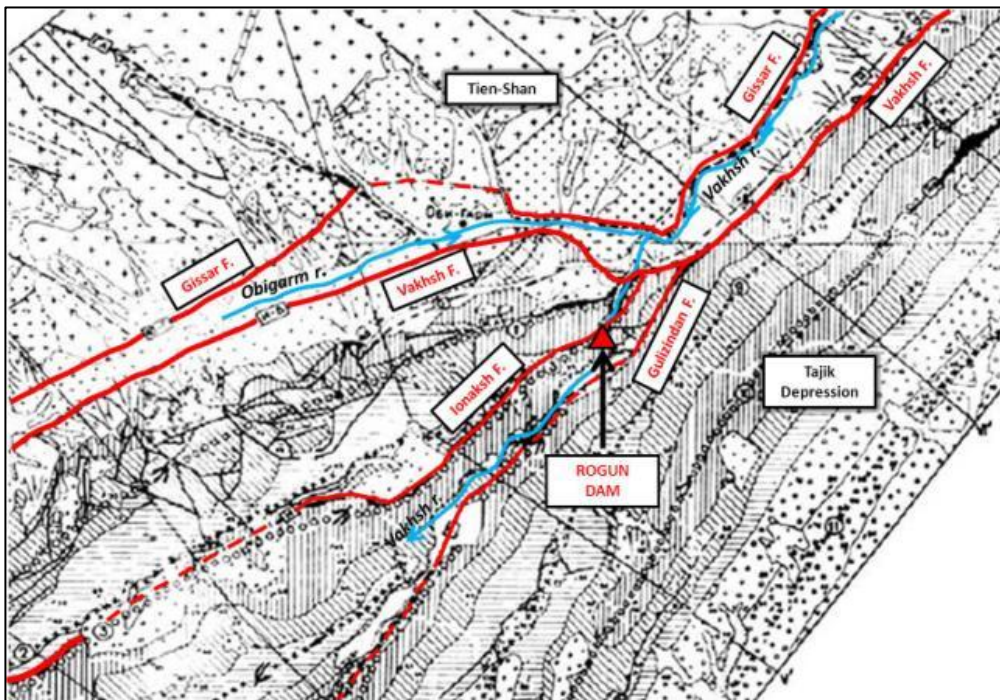 Tien-Shan
Gissar F.
Vakhsh F.
Vakhsh r.
Gissar F.
Obigarm r.
Vakhsh F.
Gulizindan F.
Ionaksh F.
Tajik
Depression
ROGUN
DAM
Vakhsh r.